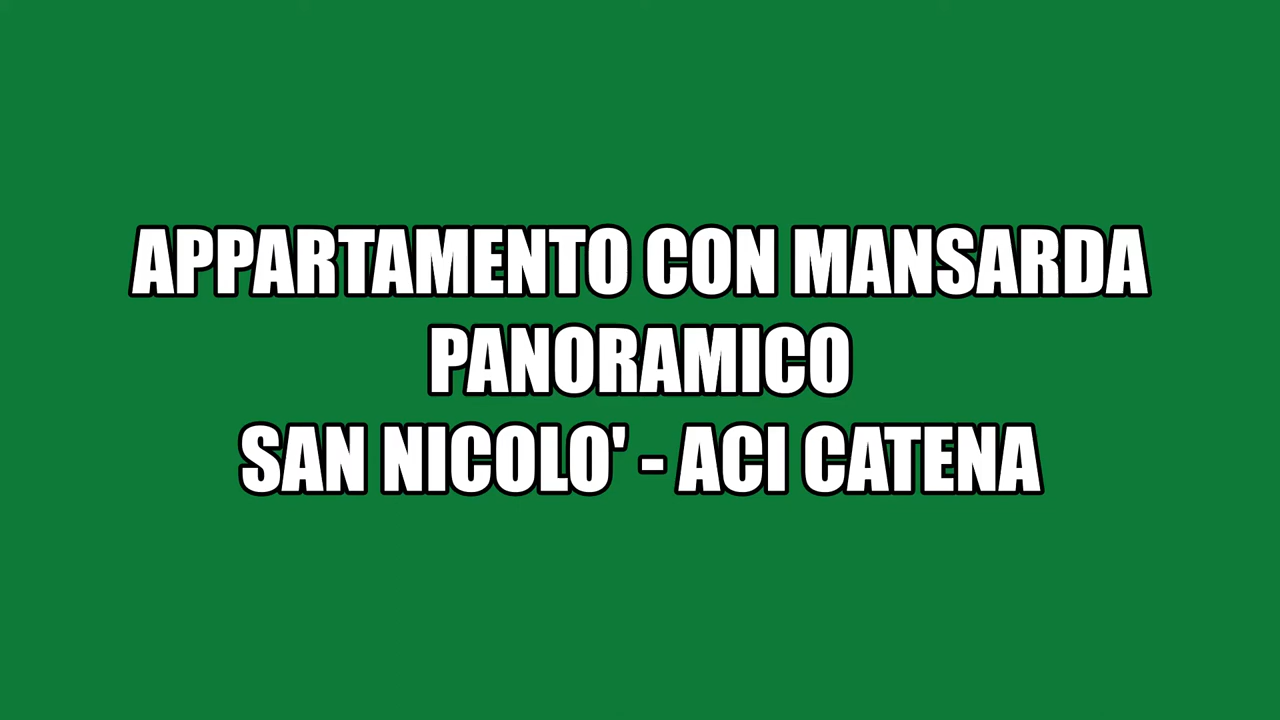 APPARTAMENTO CON MANSARDA
PANORAMICO
SAN NICOLO' - ACI CATENA